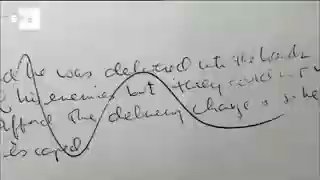 he was delivered into the hands
his enemies but they could not
afford the delivery charge so he
escaped